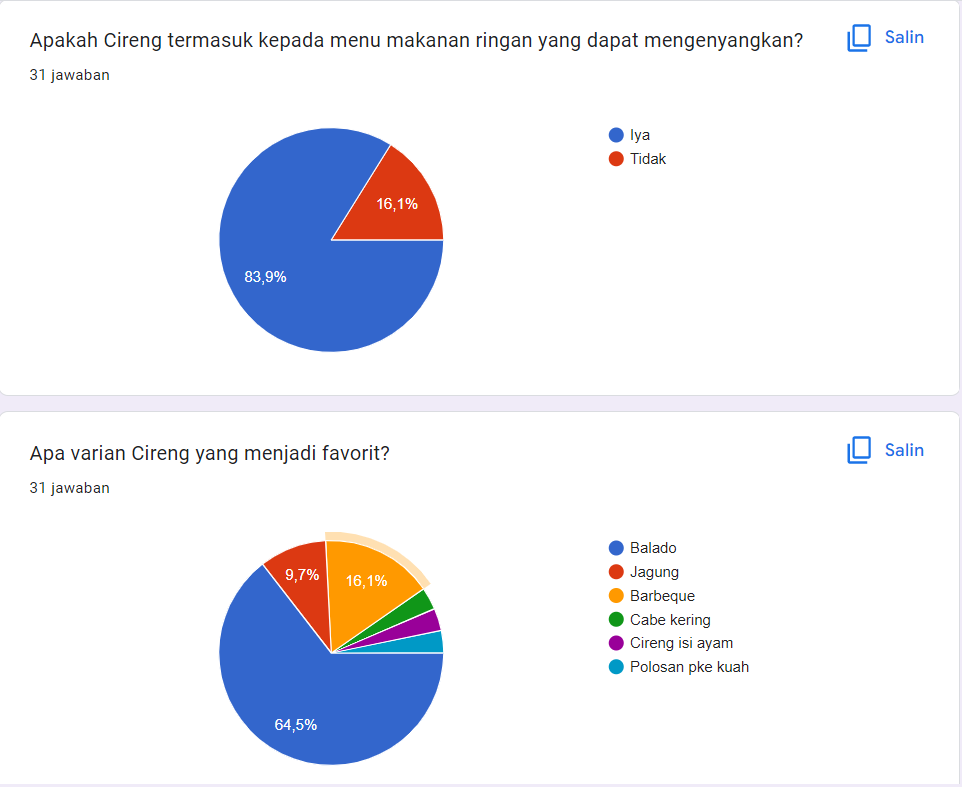 Apakah Cireng termasuk kepada menu makanan ringan yang dapat mengenyangkan?
Salin
31 jawaban
Iya
Tidak
16,1%
83,9%
Apa varian Cireng yang menjadi favorit?
Salin
31 jawaban
Balado
Jagung
Barbeque
Cabe kering
Cireng isi ayam
Polosan pke kuah
9,7%
16,1%
64,5%